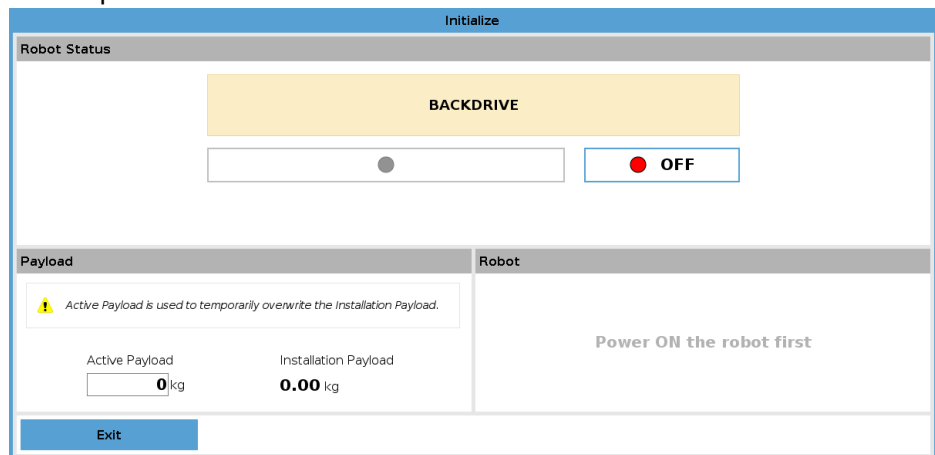 Initialize
Robot Status
BACKDRIVE
OFF
Payload
Robot
Active Payload is used to temporarily overwrite the Installation Payload.
Power ON the robot first
Active Payload
Installation Payload
0 kg
0.00 kg
Exit